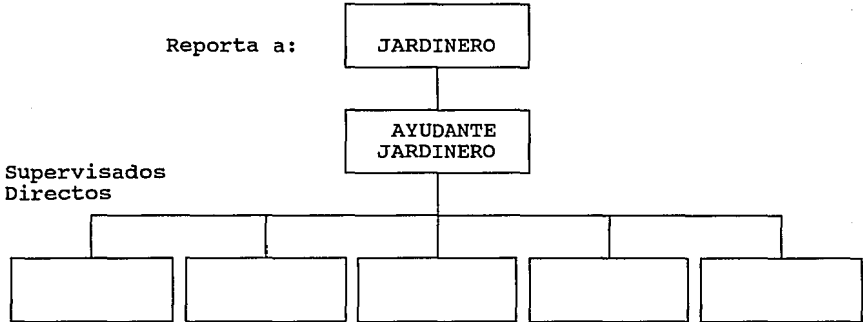 Reporta a: JARDINERO
AYUDANTE
JARDINERO
Supervisados
Directos